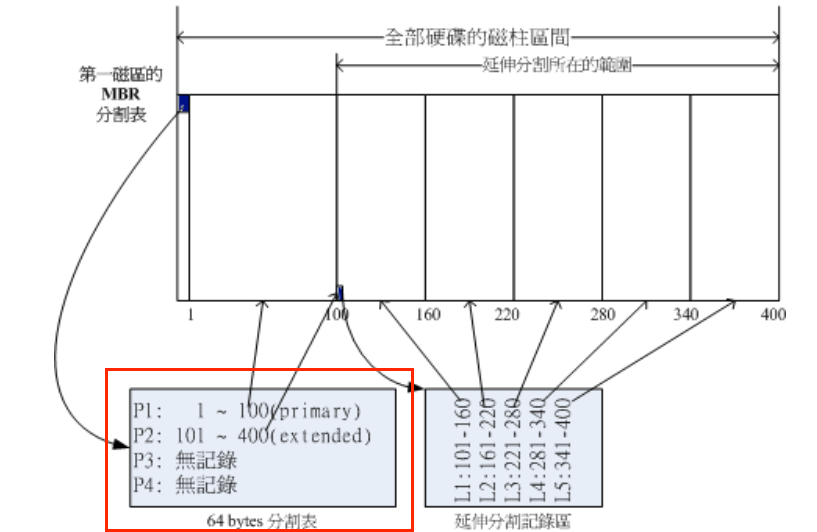 全部硬碟的磁柱區間
延伸分割所在的範圍
第一磁區的
MBR
分割表
1
100
160
220
280
340
400
P1: 1 ~ 100(primary)
P2: 101 ~ 400(extended)
P3: 無記錄
P4: 無記錄
L1:101-160
L2:161-220
L3:221-280
L4:281-340
L5:341-400
64 bytes 分割表
延伸分割記錄區